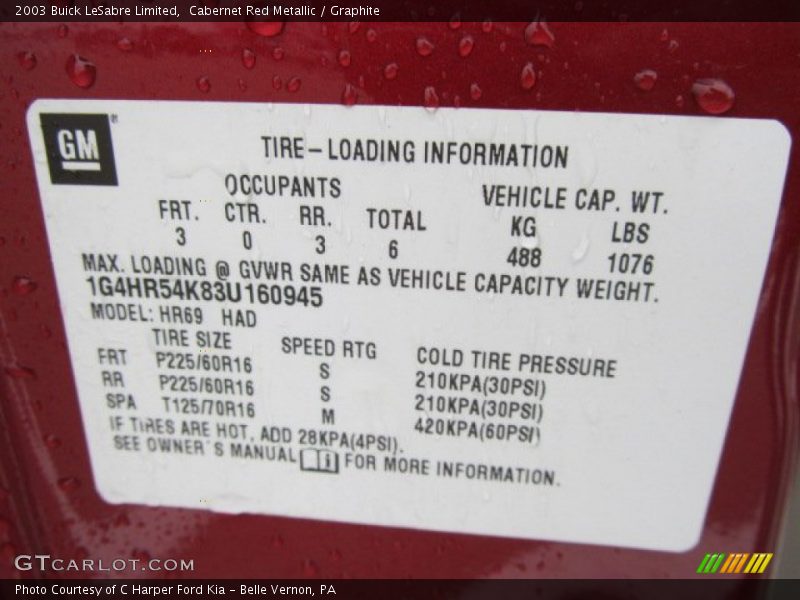 2003 Buick LeSabre Limited,  Cabernet Red Metallic / Graphite
GM®
TIRE-LOADING INFORMATION
OCCUPANTS VEHICLE CAP. WT.
FRT. CTR. RR. TOTAL KG LBS
3 0 3 6 488 1076
MAX. LOADING @ GVWR SAME AS VEHICLE CAPACITY WEIGHT.
1G4HR54K83U160945
MODEL: HR69 HAD
TIRE SIZE SPEED RTG COLD TIRE PRESSURE
FRT P225/60R16 S 210KPA(30PSI)
RR P225/60R16 S 210KPA(30PSI)
SPA T125/70R16 M 420KPA(60PSI)
IF TIRES ARE HOT, ADD 28KPA(4PSI).
SEE OWNER'S MANUAL FOR MORE INFORMATION.
GTCARLOT.COM
Photo Courtesy of C Harper Ford Kia - Belle Vernon, PA